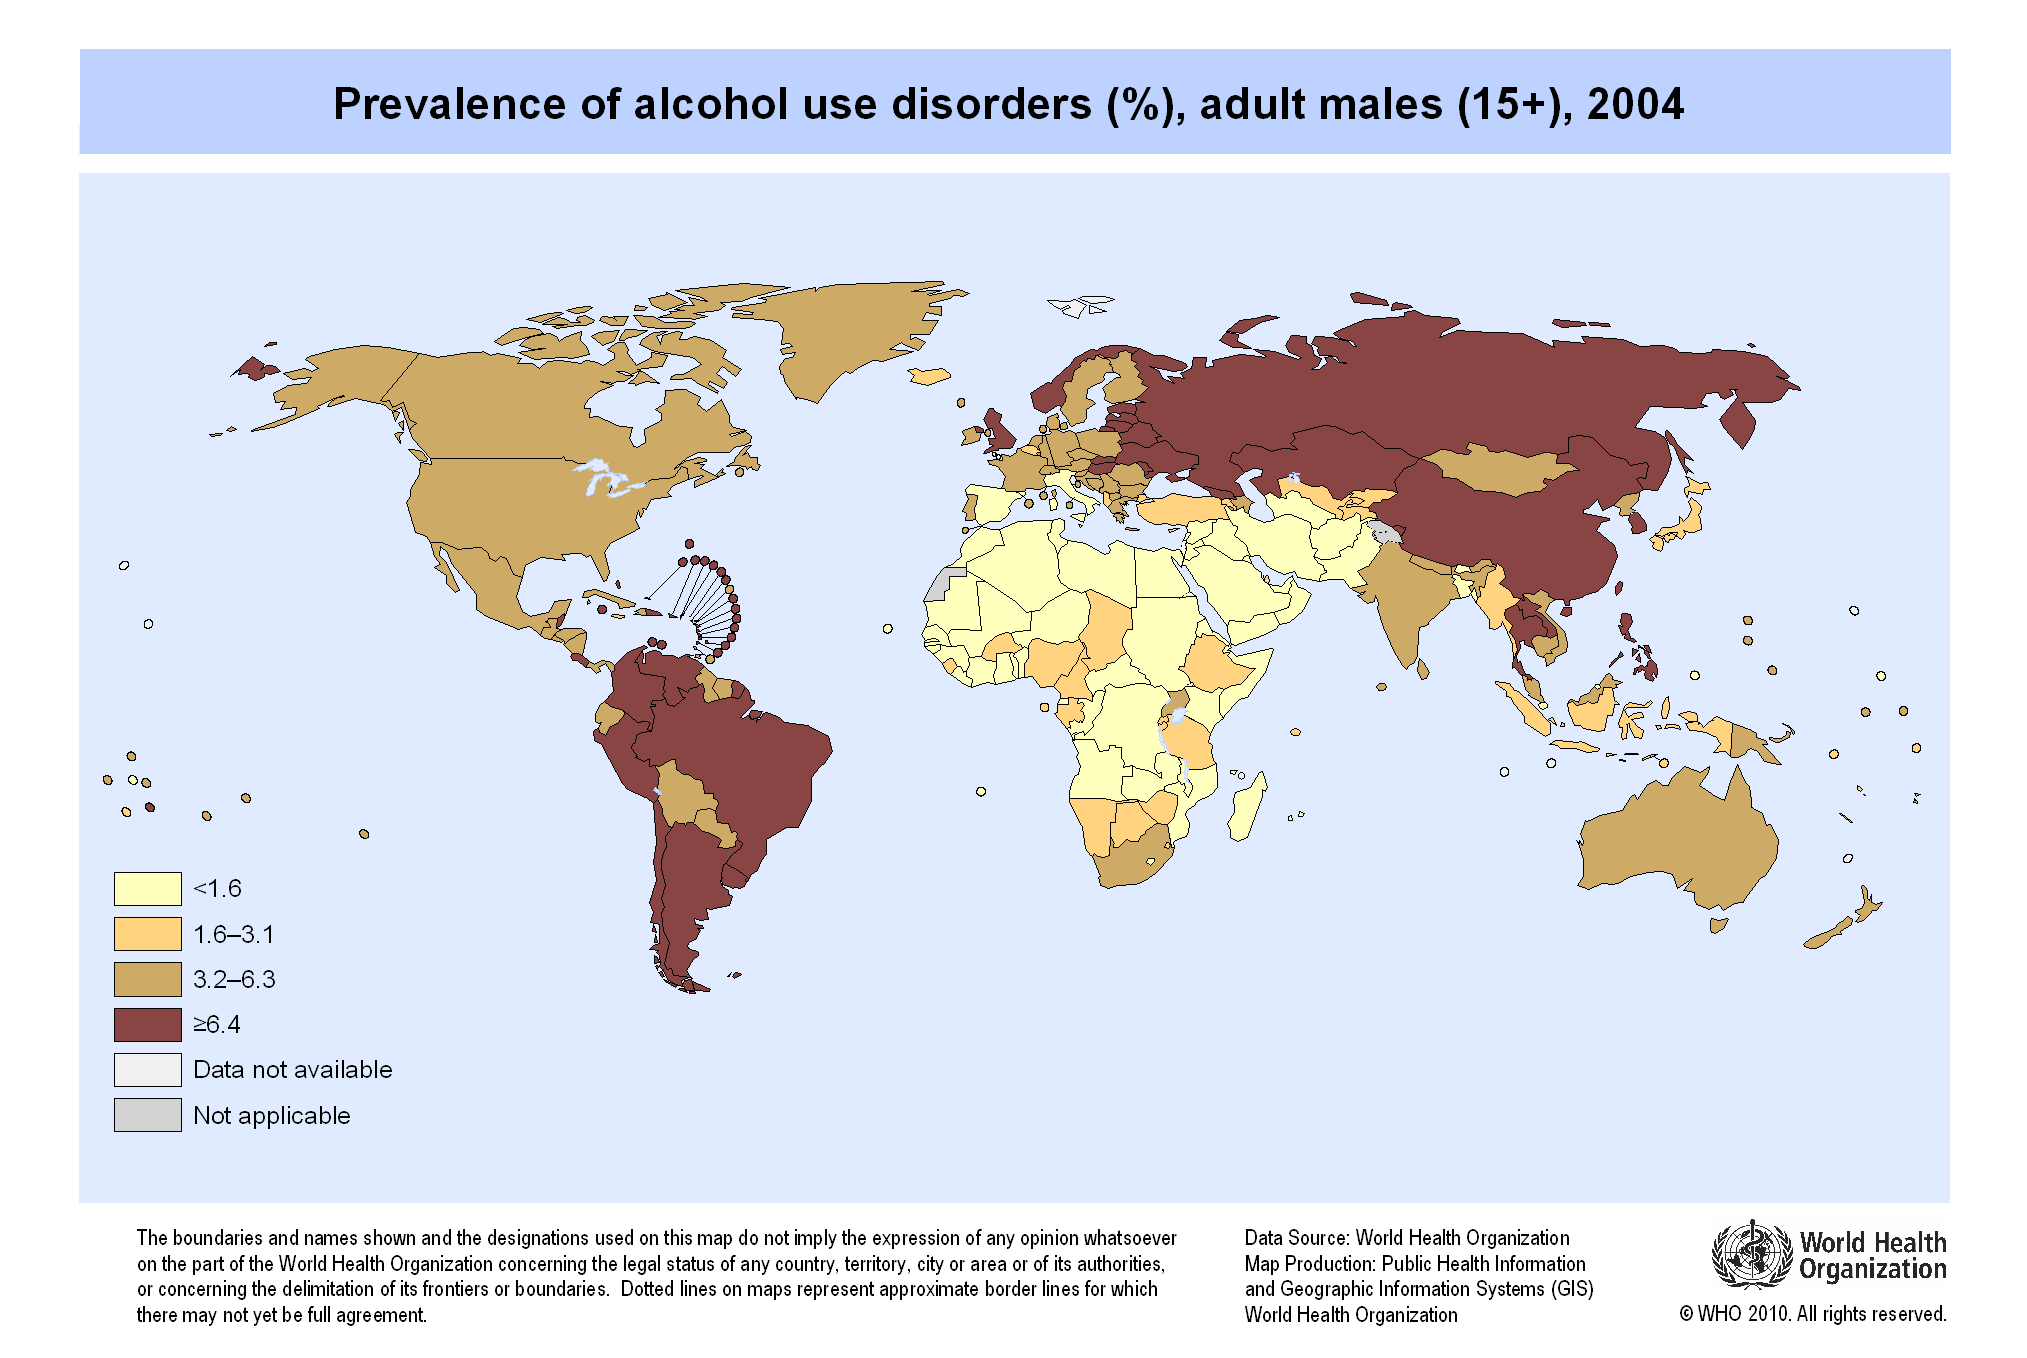 Prevalence of alcohol use disorders (%), adult males (15+), 2004
<1.6
1.6–3.1
3.2–6.3
≥6.4
Data not available
Not applicable
The boundaries and names shown and the designations used on this map do not imply the expression of any opinion whatsoever
on the part of the World Health Organization concerning the legal status of any country, territory, city or area or of its authorities,
or concerning the delimitation of its frontiers or boundaries.  Dotted lines on maps represent approximate border lines for which
there may not yet be full agreement.
Data Source: World Health Organization
Map Production: Public Health Information
and Geographic Information Systems (GIS)
World Health Organization
World Health
Organization
© WHO 2010. All rights reserved.